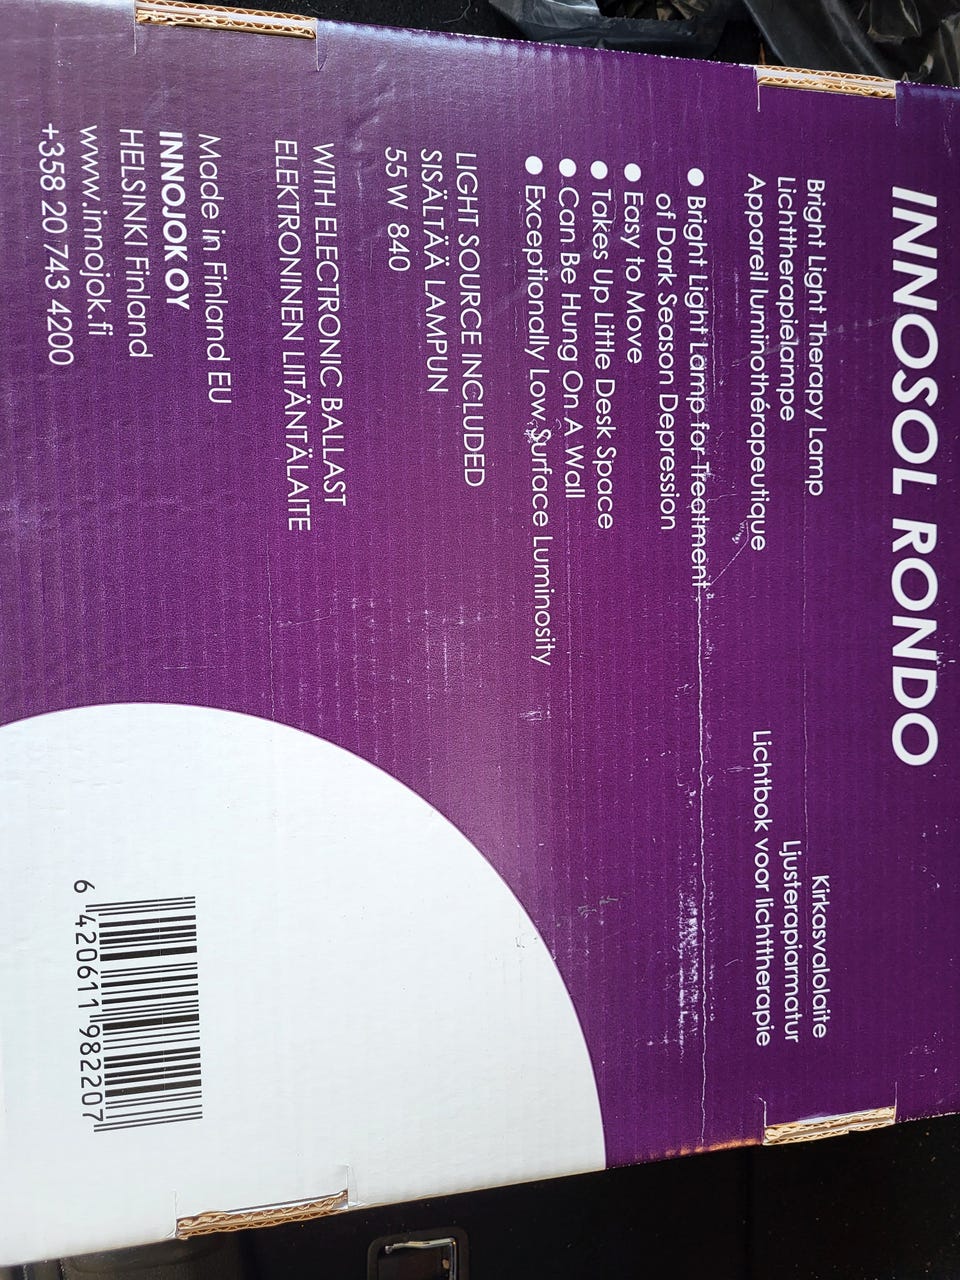 INNOSOL RONDO
Bright Light Therapy Lamp
Lichttherapielampe
Appareil luminothérapeutique
Kirkasvalolaite
Ljusterapiarmatur
Lichtbok voor lichttherapie
● Bright Light Lamp for Treatment
of Dark Season Depression
● Easy to Move
● Takes Up Little Desk Space
● Can Be Hung On A Wall
● Exceptionally Low Surface Luminosity
LIGHT SOURCE INCLUDED
SISÄLTÄÄ LAMPUN
55 W 840
WITH ELECTRONIC BALLAST
ELEKTRONINEN LIITÄNTÄLAITE
Made in Finland EU
INNOJOK OY
HELSINKI Finland
www.innojok.fi
+358 20 743 4200
6 420611 982207